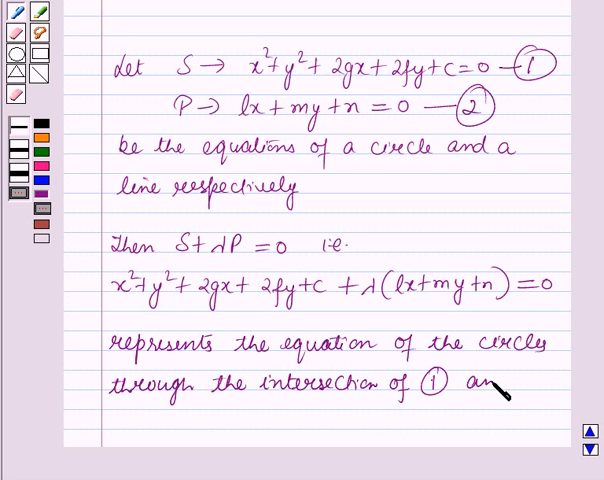 Let S → x²+y²+ 2gx+ 2fy+c=0 —①
P → lx+my+n = 0 —②
be the equations of a circle and a
line respectively
Then S+λP = 0 i.e.
x²+y²+ 2gx+ 2fy+c +λ(lx+my+n)=0
represents the equation of the circles
through the intersection of ① an